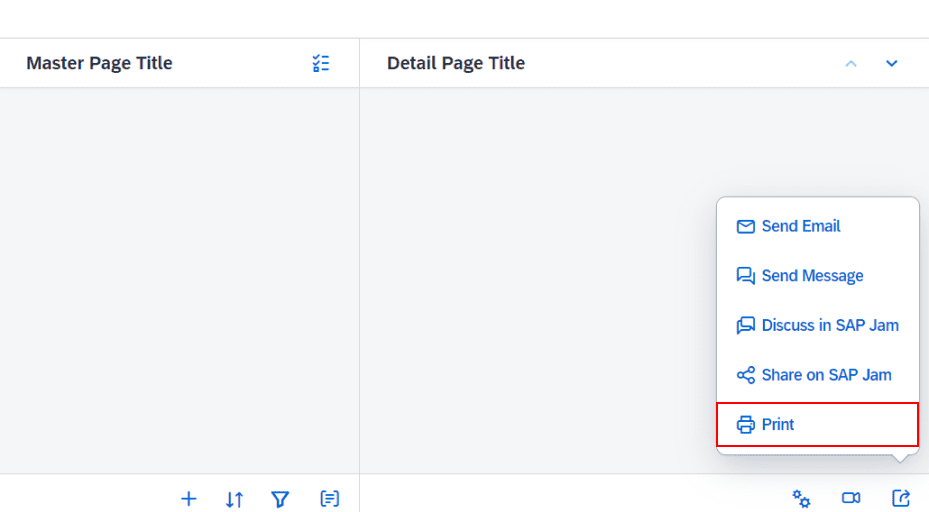 Master Page Title
Detail Page Title
Send Email
Send Message
Discuss in SAP Jam
Share on SAP Jam
Print